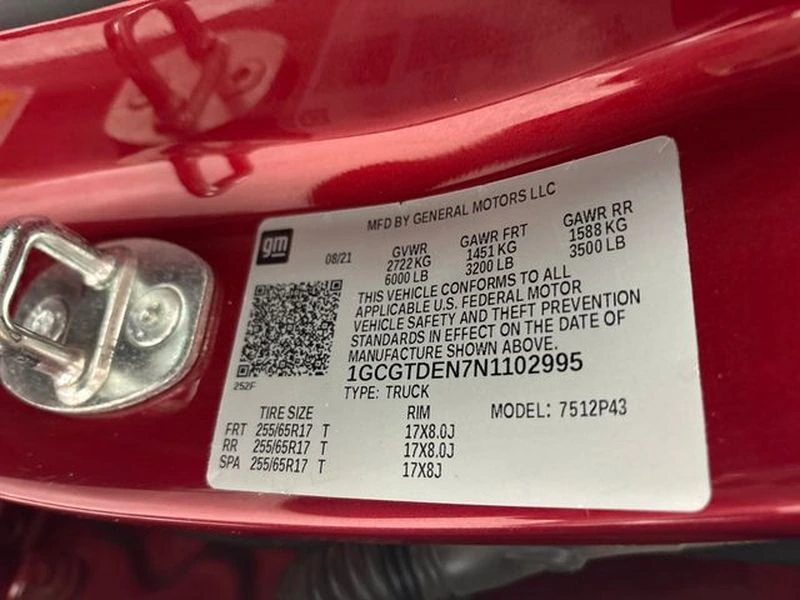 MFD BY GENERAL MOTORS LLC
gm
08/21
GVWR GAWR FRT GAWR RR
2722 KG 1451 KG 1588 KG
6000 LB 3200 LB 3500 LB
THIS VEHICLE CONFORMS TO ALL
APPLICABLE U.S. FEDERAL MOTOR
VEHICLE SAFETY AND THEFT PREVENTION
STANDARDS IN EFFECT ON THE DATE OF
MANUFACTURE SHOWN ABOVE.
1GCGTDEN7N1102995
252F
TYPE: TRUCK
TIRE SIZE RIM MODEL: 7512P43
FRT 255/65R17 T 17X8.0J
RR 255/65R17 T 17X8.0J
SPA 255/65R17 T 17X8J